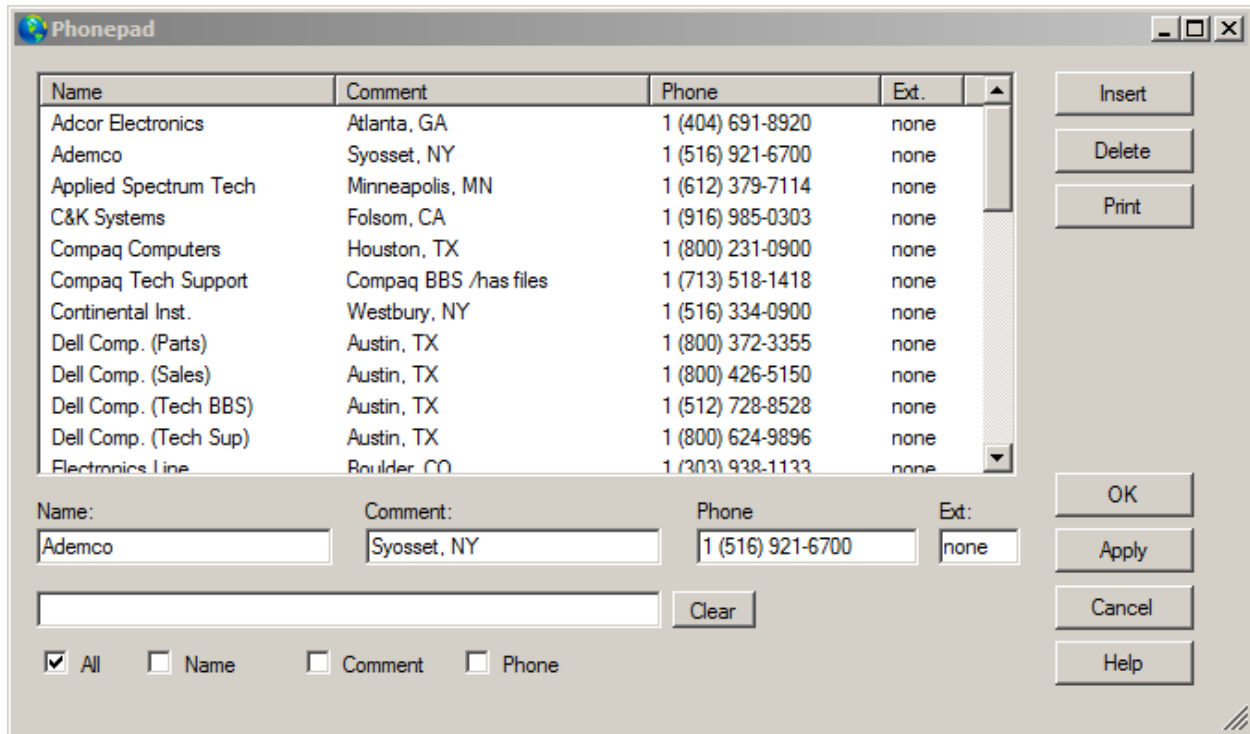 Phonepad
Name Comment Phone Ext.
Adcor Electronics Atlanta, GA 1 (404) 691-8920 none
Ademco Syosset, NY 1 (516) 921-6700 none
Applied Spectrum Tech Minneapolis, MN 1 (612) 379-7114 none
C&K Systems Folsom, CA 1 (916) 985-0303 none
Compaq Computers Houston, TX 1 (800) 231-0900 none
Compaq Tech Support Compaq BBS /has files 1 (713) 518-1418 none
Continental Inst. Westbury, NY 1 (516) 334-0900 none
Dell Comp. (Parts) Austin, TX 1 (800) 372-3355 none
Dell Comp. (Sales) Austin, TX 1 (800) 426-5150 none
Dell Comp. (Tech BBS) Austin, TX 1 (512) 728-8528 none
Dell Comp. (Tech Sup) Austin, TX 1 (800) 624-9896 none
Electronics Line Boulder, CO 1 (303) 938-1133 none
Insert
Delete
Print
Name: Comment: Phone Ext:
Ademco Syosset, NY 1 (516) 921-6700 none
Clear
All Name Comment Phone
OK
Apply
Cancel
Help